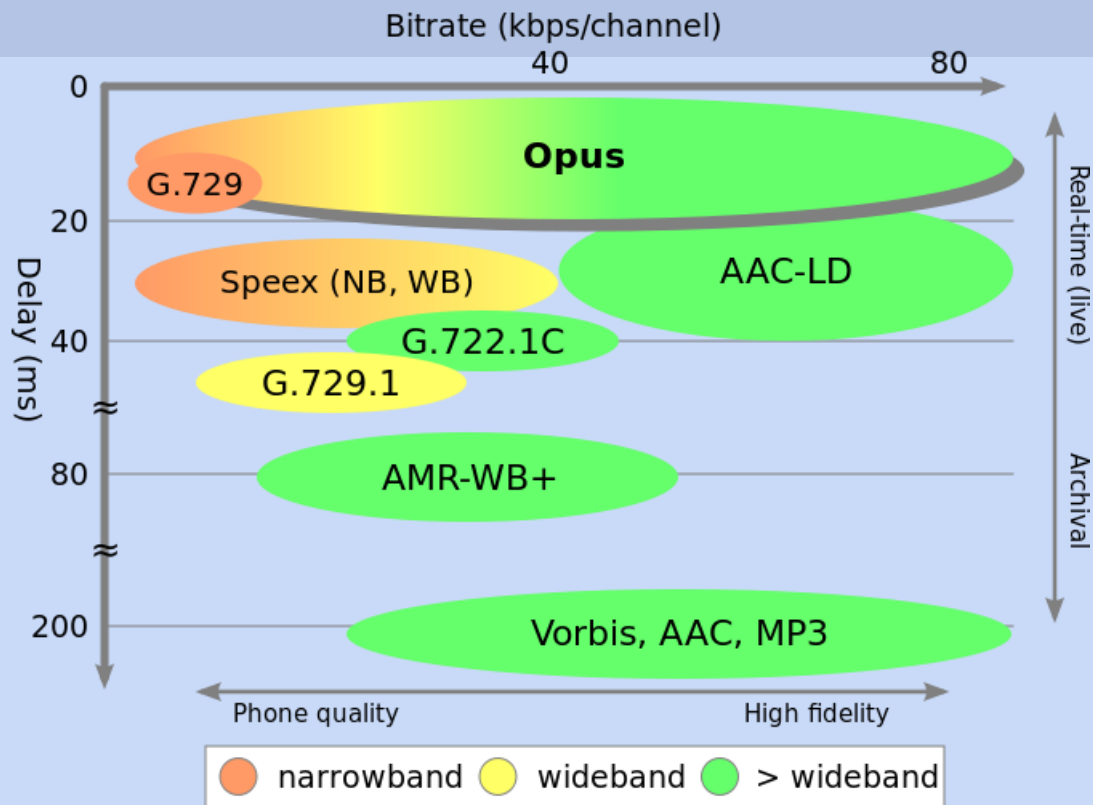 Bitrate (kbps/channel)
40 80
0
Opus
G.729
20
AAC-LD
Speex (NB, WB)
40
G.722.1C
G.729.1
≈
80
AMR-WB+
≈
200
Vorbis, AAC, MP3
Delay (ms)
Real-time (live)
Archival
Phone quality High fidelity
narrowband wideband > wideband